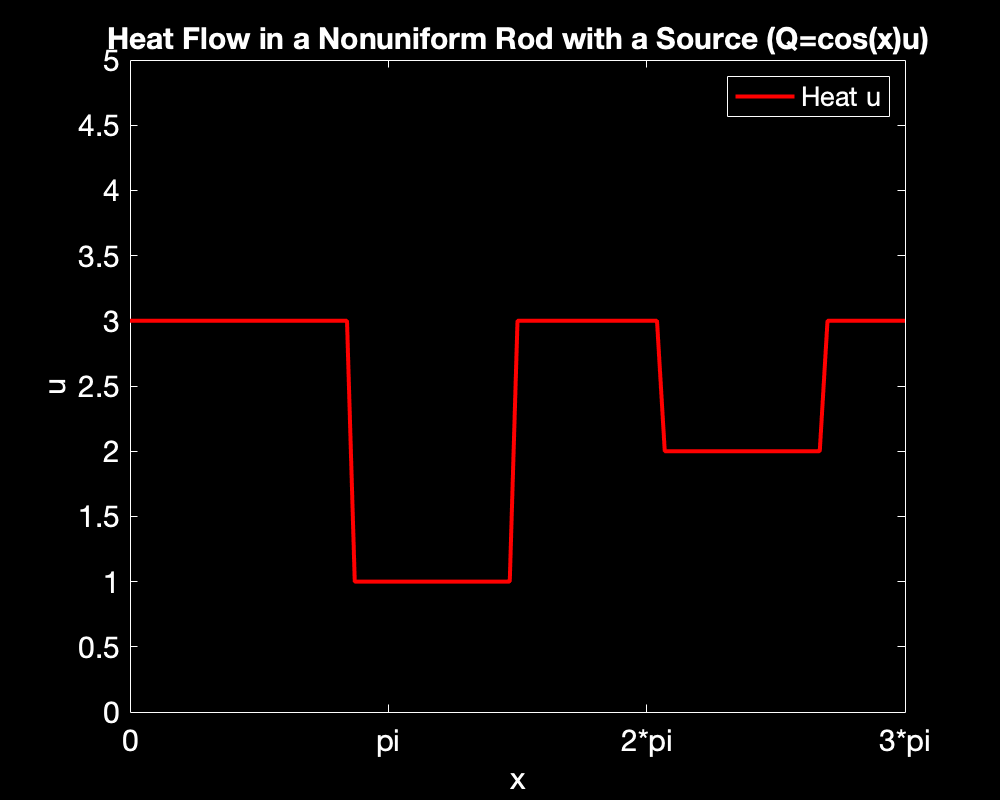 Heat Flow in a Nonuniform Rod with a Source (Q=cos(x)u)
Heat u
5
4.5
4
3.5
3
2.5
2
1.5
1
0.5
0
u
0 pi 2*pi 3*pi
x